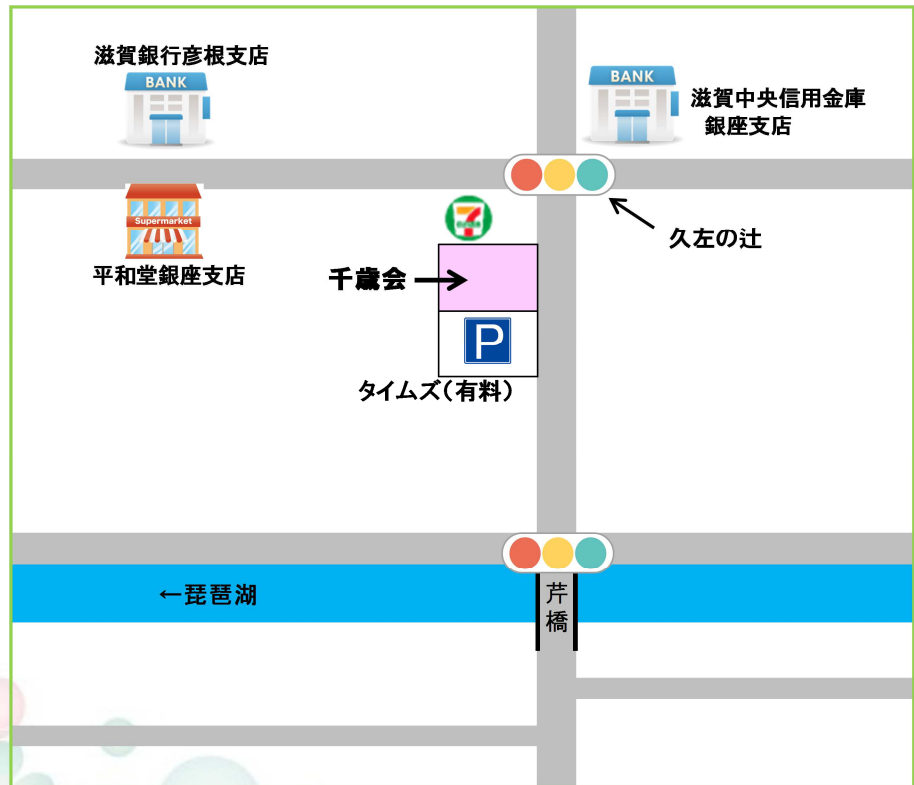 滋賀銀行彦根支店
BANK
BANK
滋賀中央信用金庫
銀座支店
Supermarket
平和堂銀座支店
久左の辻
7
千歳会
P
タイムズ(有料)
←琵琶湖
芹橋